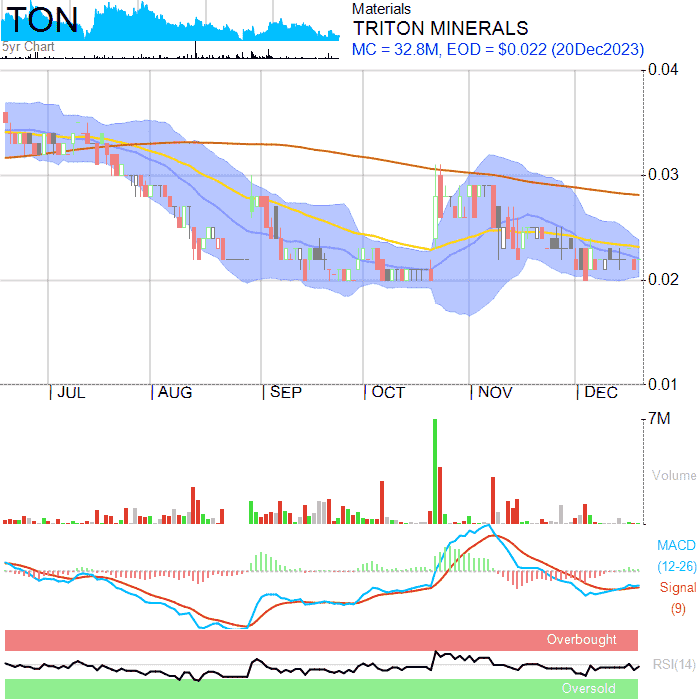 TON
5yr Chart
Materials
TRITON MINERALS
MC = 32.8M, EOD = $0.022 (20Dec2023)
0.04
0.03
0.02
0.01
JUL AUG SEP OCT NOV DEC
7M
Volume
MACD
(12-26)
Signal
(9)
Overbought
RSI(14)
Oversold